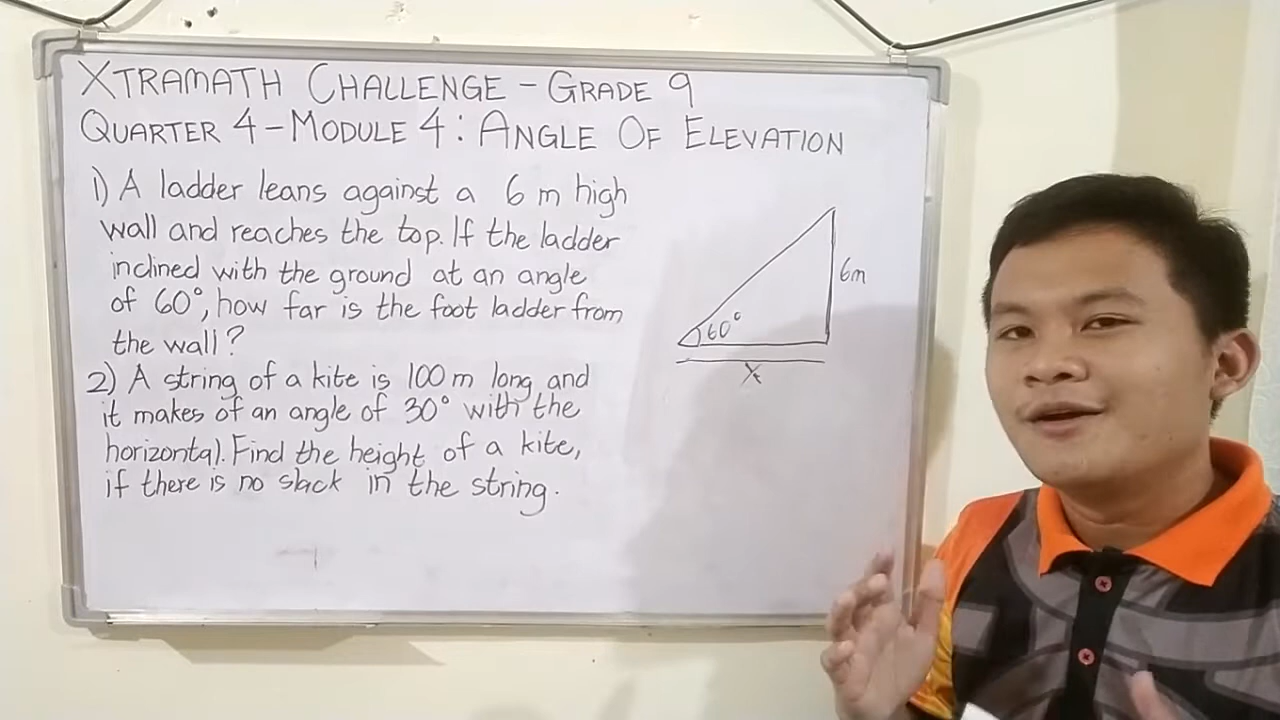 XTRAMATH CHALLENGE - GRADE 9
QUARTER 4 - MODULE 4 : ANGLE OF ELEVATION
1) A ladder leans against a 6 m high
wall and reaches the top. If the ladder
inclined with the ground at an angle
of 60°, how far is the foot ladder from
the wall?
2) A string of a kite is 100 m long and
it makes of an angle of 30° with the
horizontal. Find the height of a kite,
if there is no slack in the string.
6m
60°
X